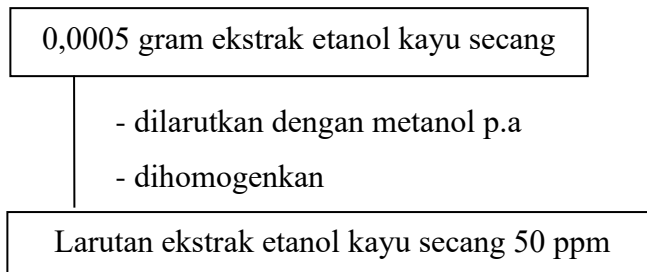 0,0005 gram ekstrak etanol kayu secang
- dilarutkan dengan metanol p.a
- dihomogenkan
Larutan ekstrak etanol kayu secang 50 ppm